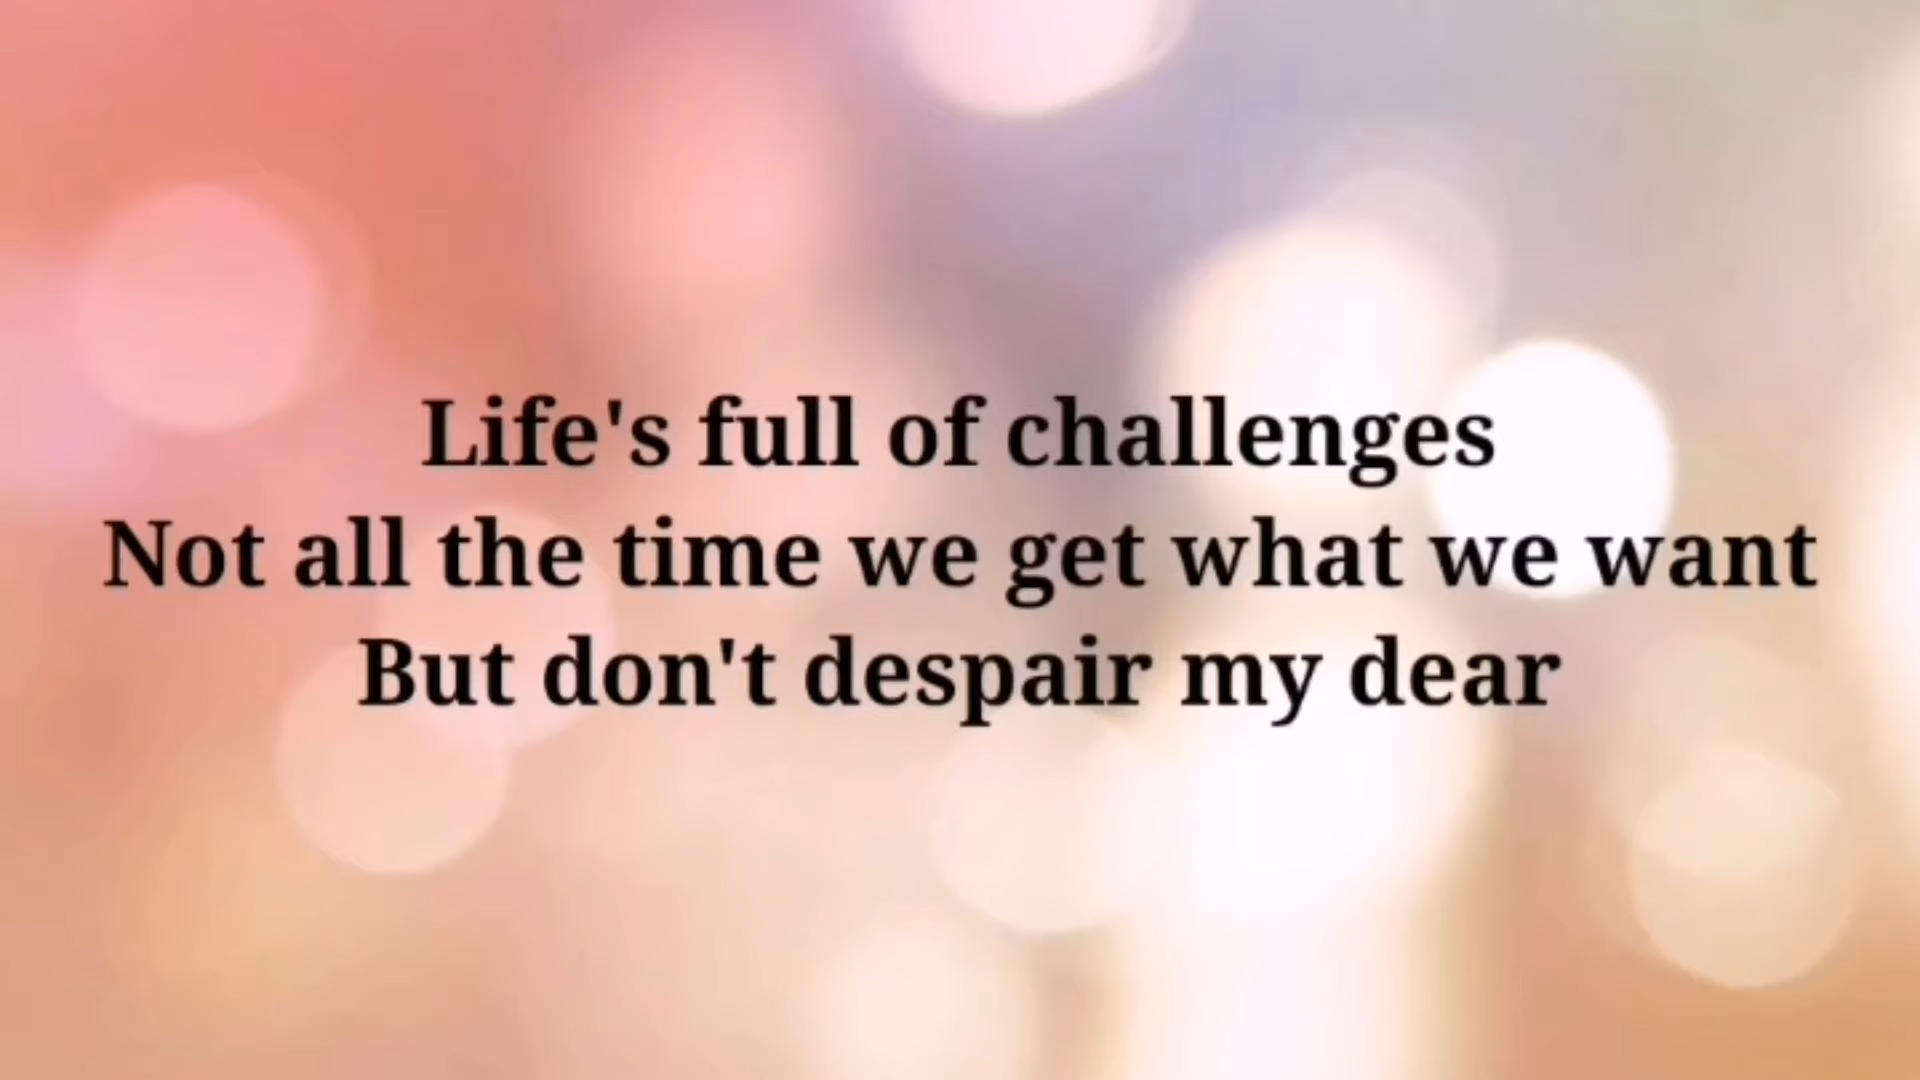 Life's full of challenges
Not all the time we get what we want
But don't despair my dear